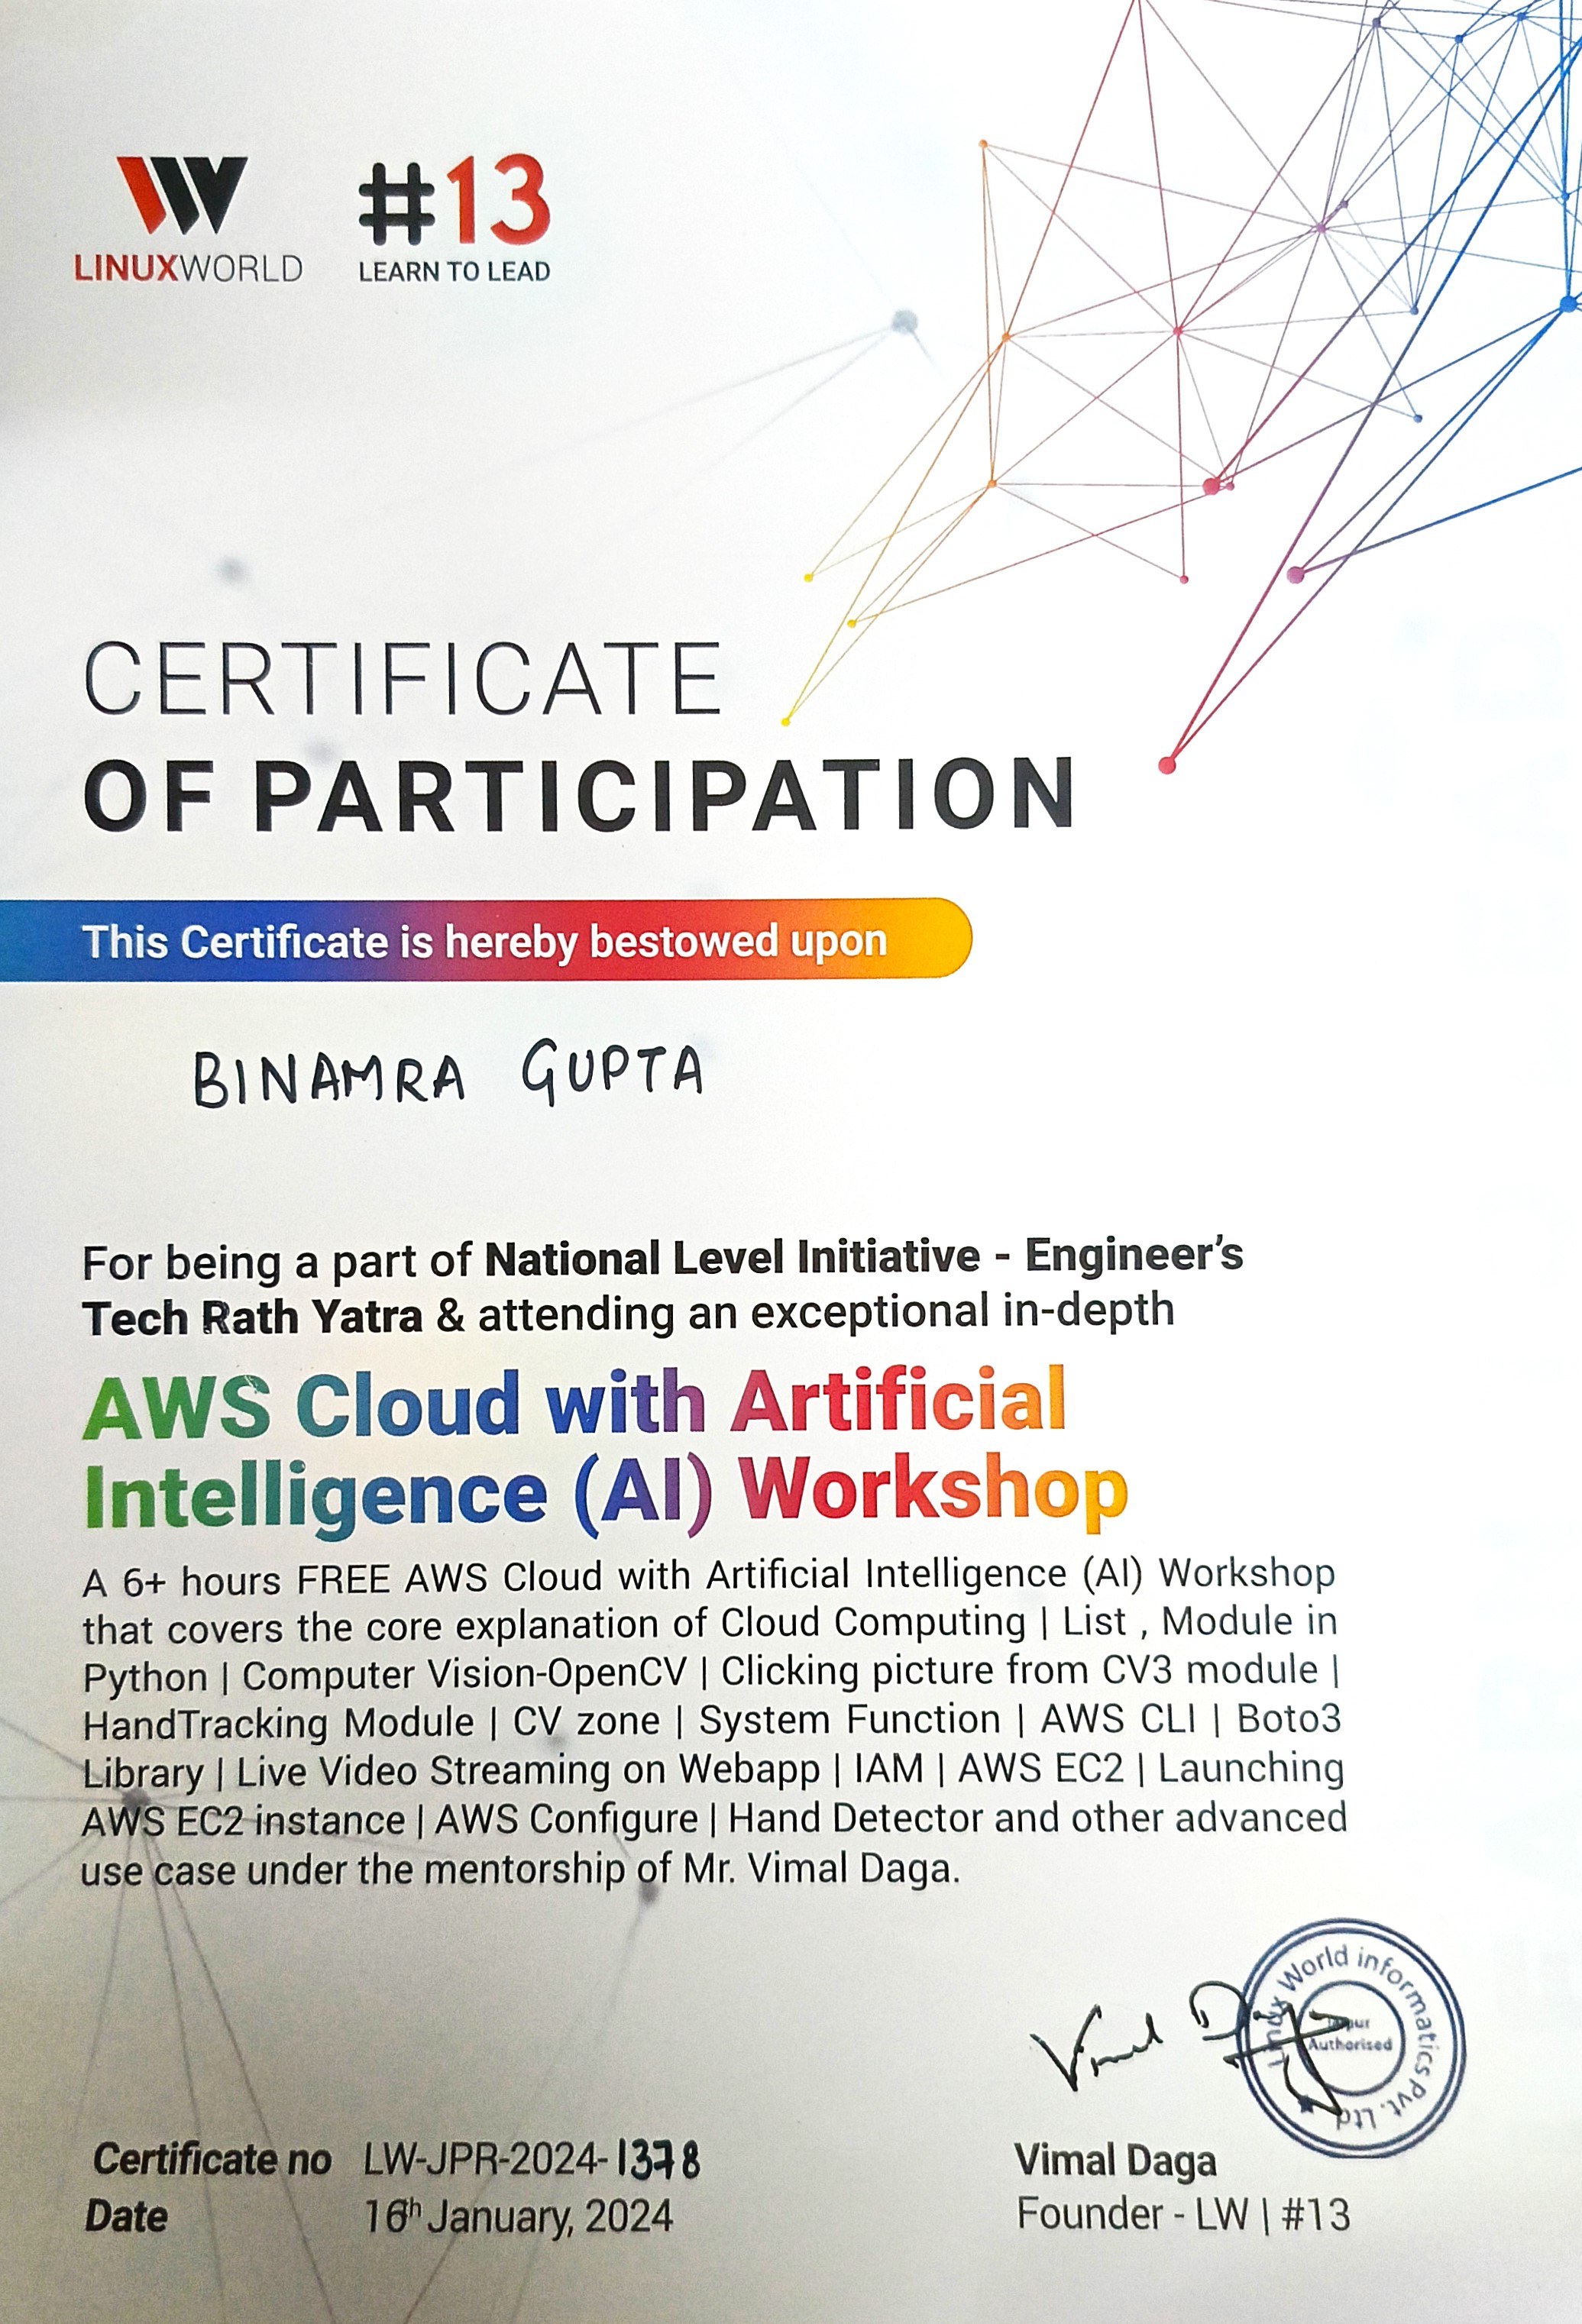 LINUXWORLD
#13
LEARN TO LEAD
CERTIFICATE
OF PARTICIPATION
This Certificate is hereby bestowed upon
BINAMRA GUPTA
For being a part of National Level Initiative - Engineer's
Tech Rath Yatra & attending an exceptional in-depth
AWS Cloud with Artificial
Intelligence (AI) Workshop
A 6+ hours FREE AWS Cloud with Artificial Intelligence (AI) Workshop
that covers the core explanation of Cloud Computing | List , Module in
Python | Computer Vision-OpenCV | Clicking picture from CV3 module |
HandTracking Module | CV zone | System Function | AWS CLI | Boto3
Library | Live Video Streaming on Webapp | IAM | AWS EC2 | Launching
AWS EC2 instance | AWS Configure | Hand Detector and other advanced
use case under the mentorship of Mr. Vimal Daga.
Vimal Daga
Linux World informatics Pvt. Ltd
Authorised
Certificate no LW-JPR-2024-1378
Date 16th January, 2024
Vimal Daga
Founder - LW | #13